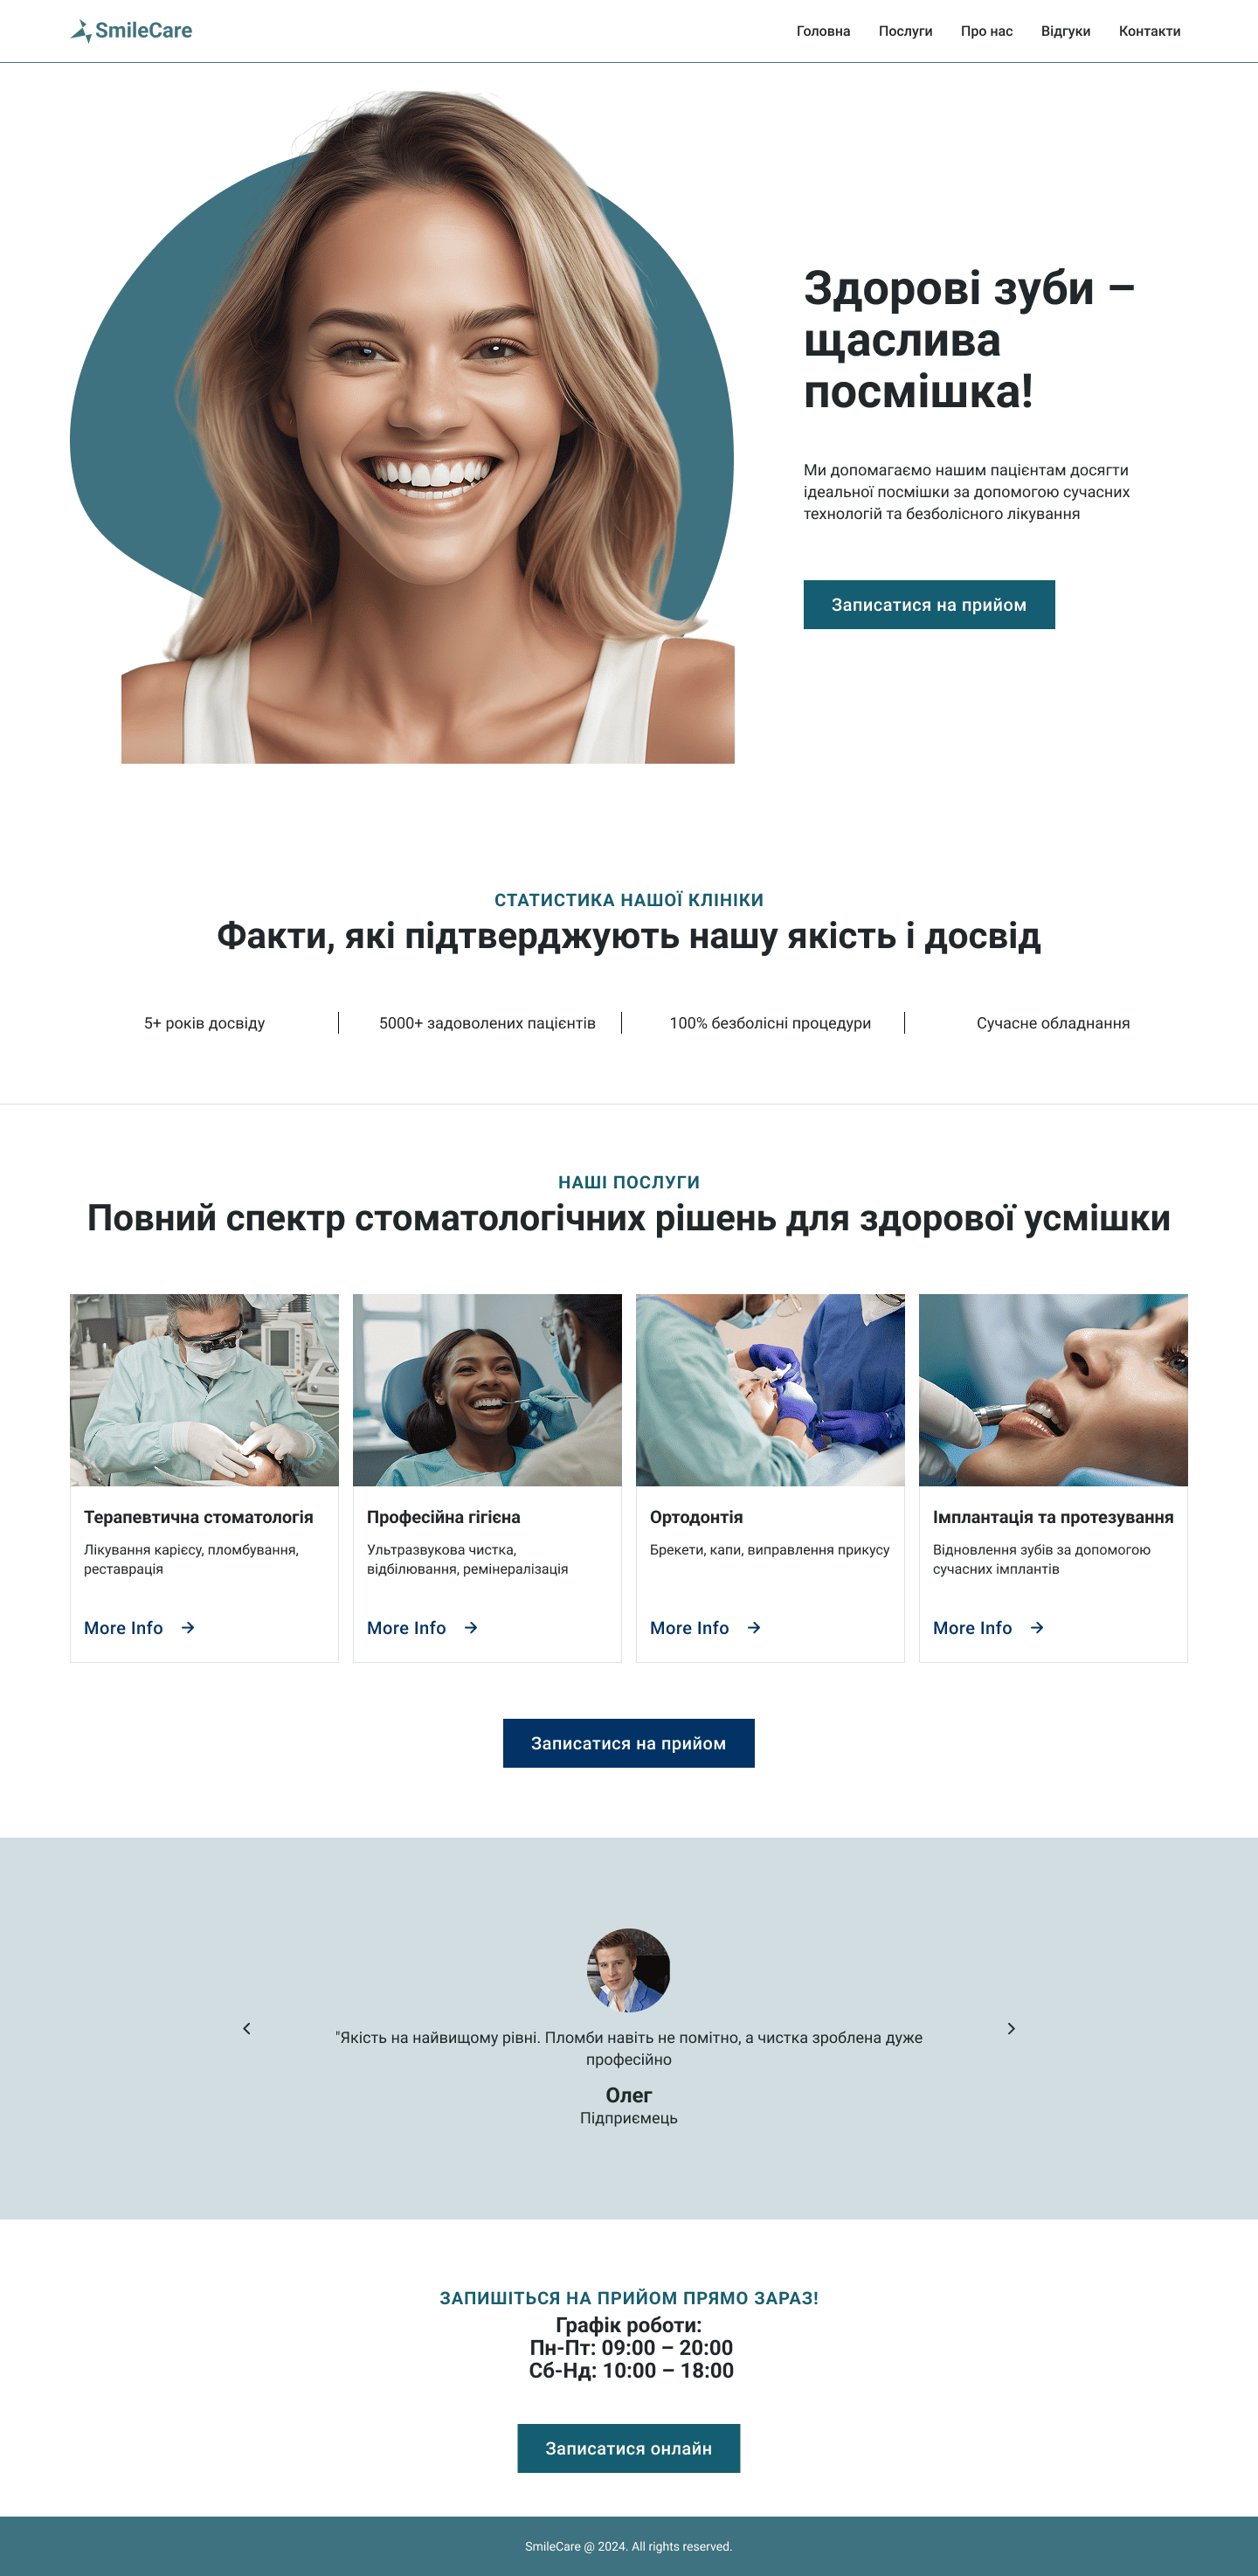 SmileCare
Головна Послуги Про нас Відгуки Контакти
Здорові зуби –
щаслива
посмішка!
Ми допомагаємо нашим пацієнтам досягти
ідеальної посмішки за допомогою сучасних
технологій та безболісного лікування
Записатися на прийом
СТАТИСТИКА НАШОЇ КЛІНІКИ
Факти, які підтверджують нашу якість і досвід
5+ років досвіду
5000+ задоволених пацієнтів
100% безболісні процедури
Сучасне обладнання
НАШІ ПОСЛУГИ
Повний спектр стоматологічних рішень для здорової усмішки
Терапевтична стоматологія
Лікування карієсу, пломбування,
реставрація
More Info
Професійна гігієна
Ультразвукова чистка,
відбілювання, ремінералізація
More Info
Ортодонтія
Брекети, капи, виправлення прикусу
More Info
Імплантація та протезування
Відновлення зубів за допомогою
сучасних імплантів
More Info
Записатися на прийом
"Якість на найвищому рівні. Пломби навіть не помітно, а чистка зроблена дуже
професійно
Олег
Підприємець
ЗАПИШІТЬСЯ НА ПРИЙОМ ПРЯМО ЗАРАЗ!
Графік роботи:
Пн-Пт: 09:00 – 20:00
Сб-Нд: 10:00 – 18:00
Записатися онлайн
SmileCare @ 2024. All rights reserved.